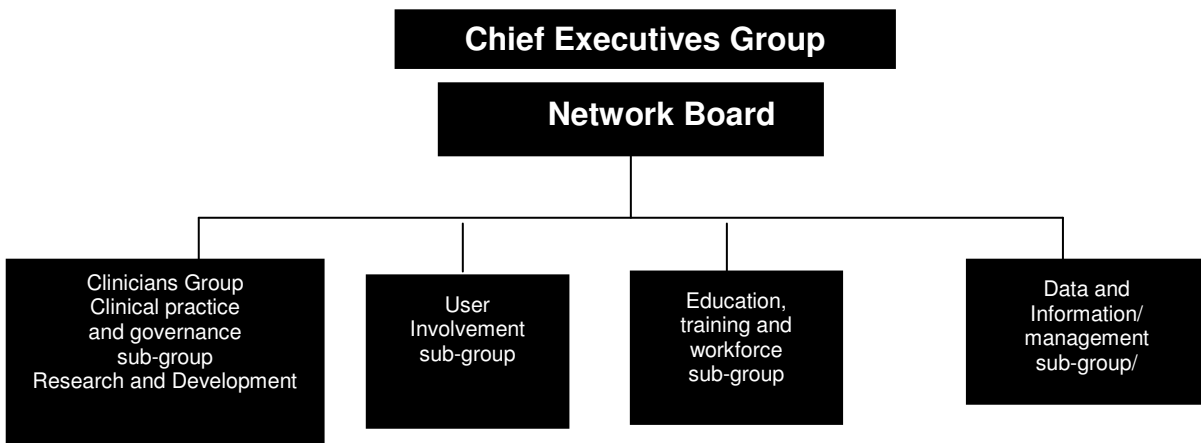 Chief Executives Group
Network Board
Clinicians Group
Clinical practice
and governance
sub-group
Research and Development
User
Involvement
sub-group
Education,
training and
workforce
sub-group
Data and
Information/
management
sub-group/